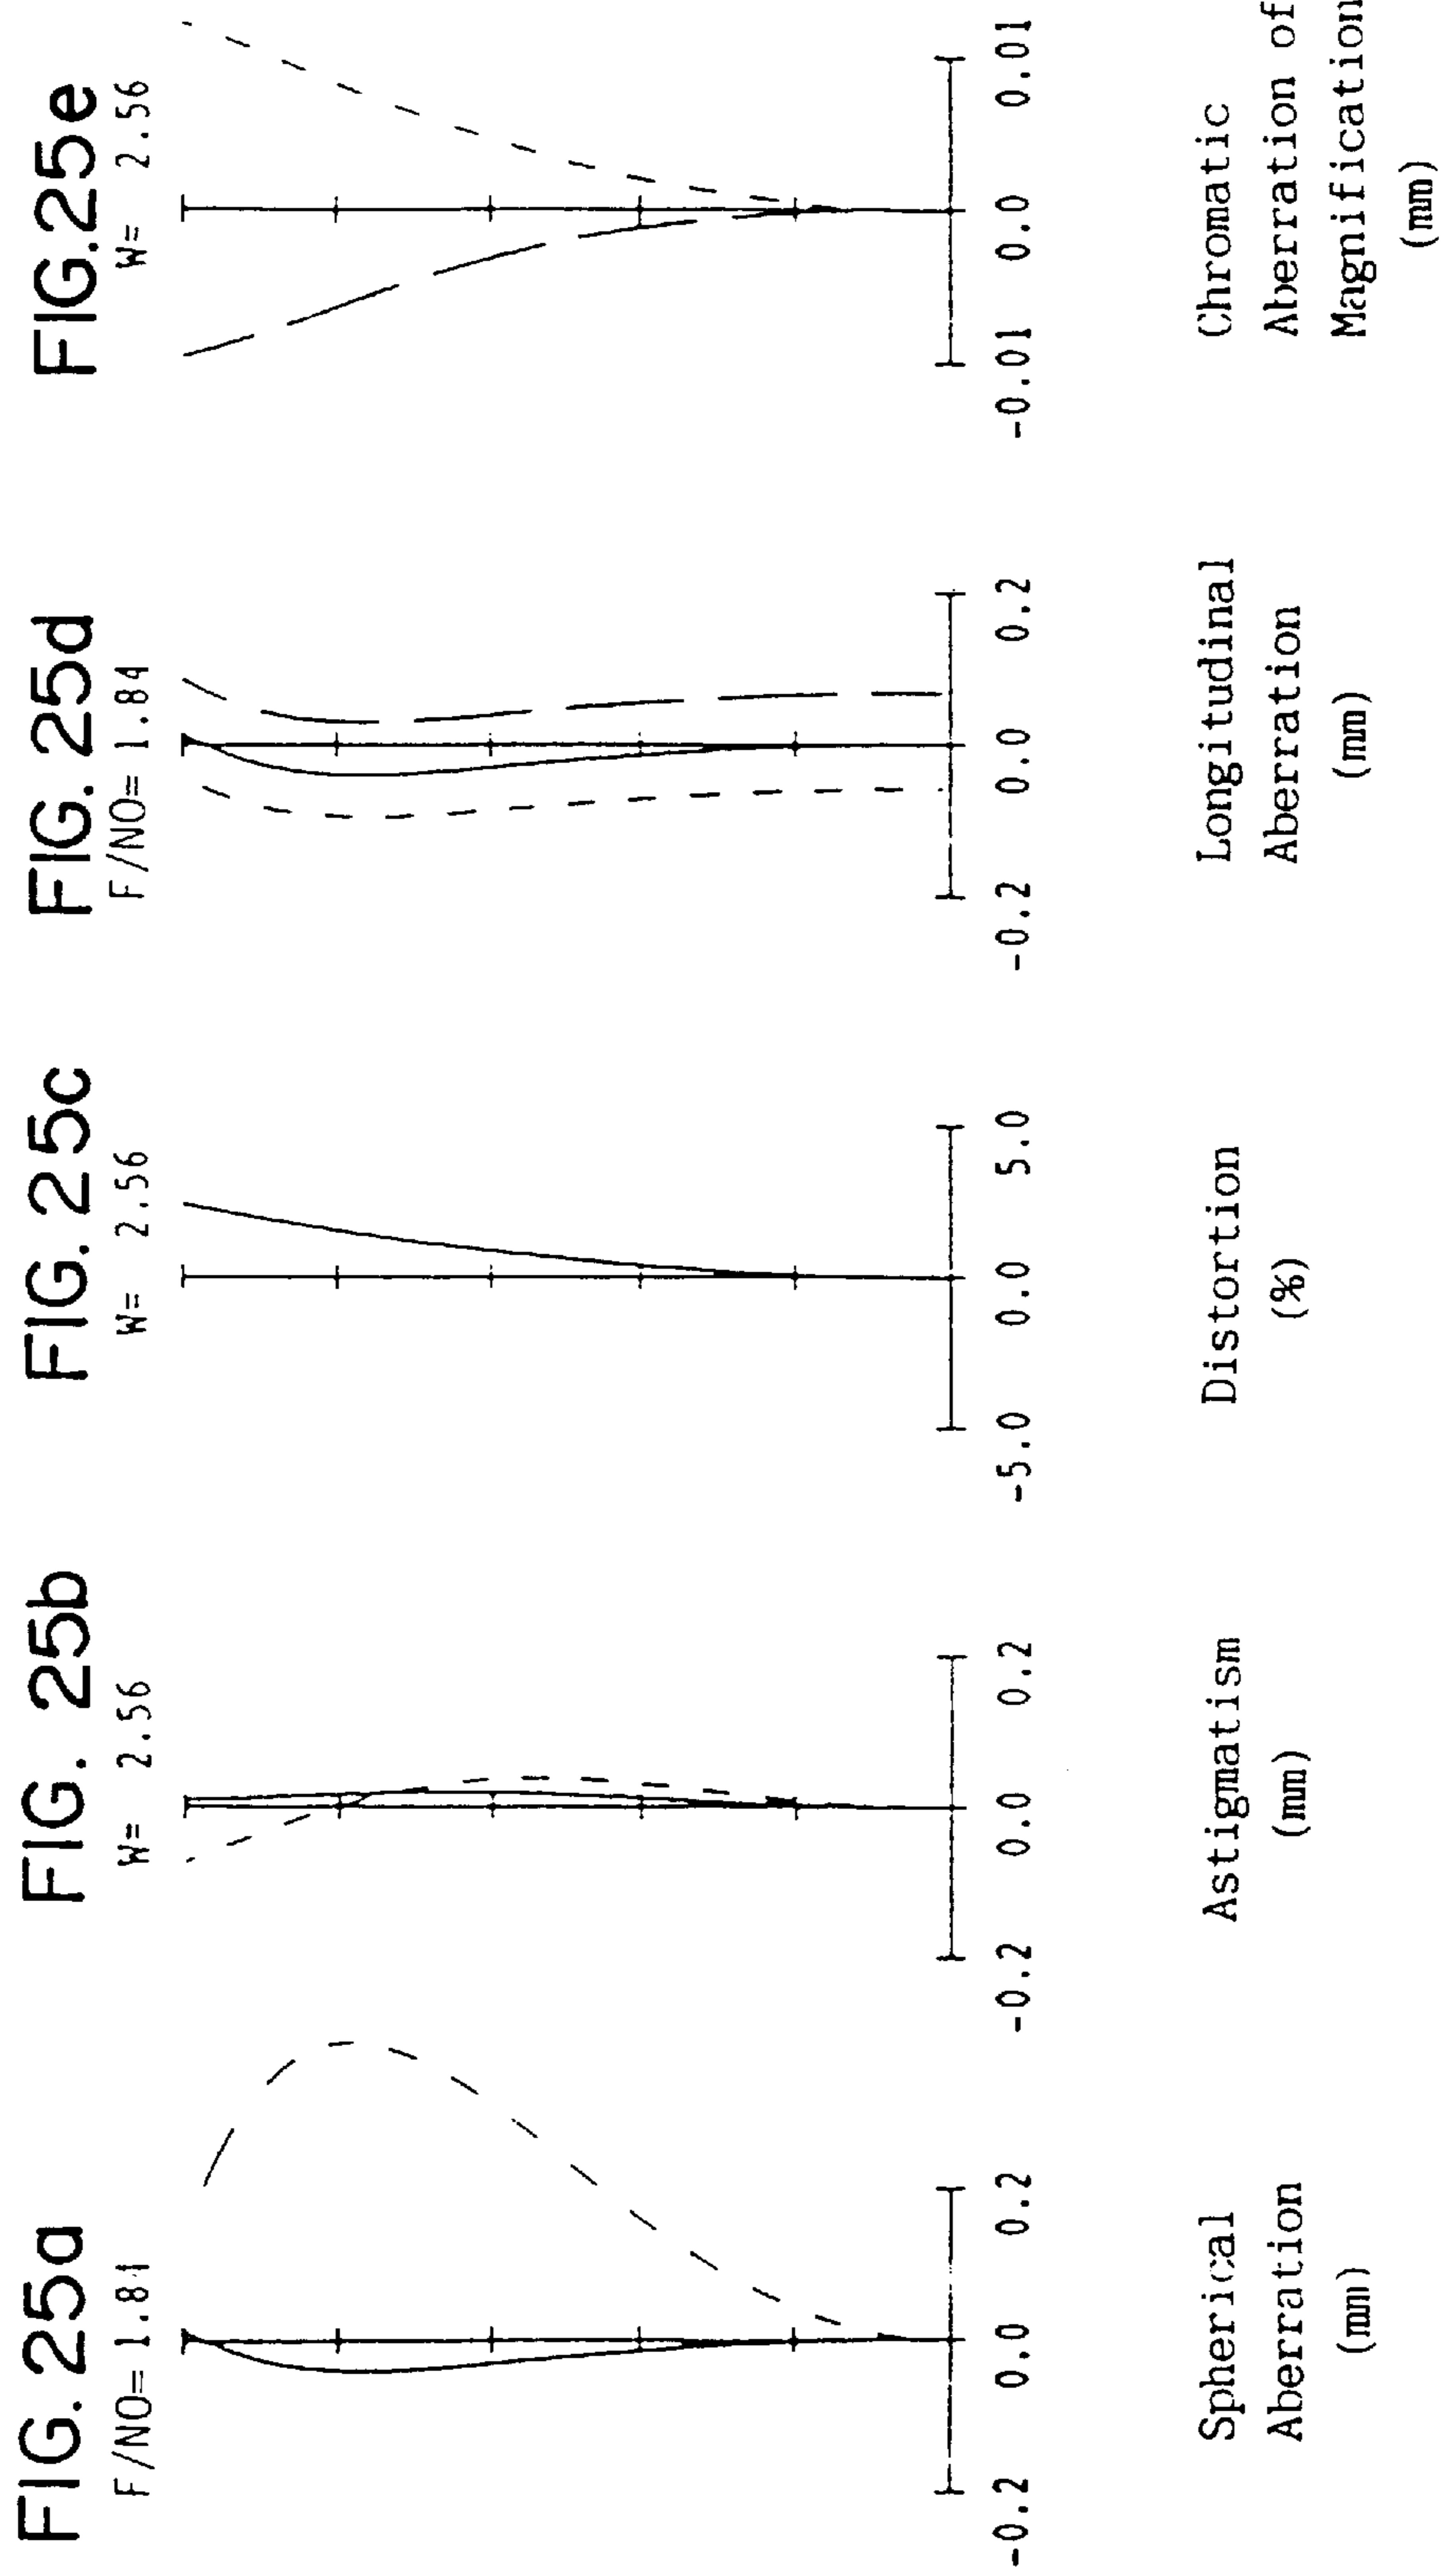 FIG. 25a
F/NO= 1.84
-0.2
0.0
0.2
Spherical
Aberration
(mm)
FIG. 25b
W= 2.56
-0.2
0.0
0.2
Astigmatism
(mm)
FIG. 25c
W= 2.56
-5.0
0.0
5.0
Distortion
(%)
FIG. 25d
F/NO= 1.84
-0.2
0.0
0.2
Longitudinal
Aberration
(mm)
FIG.25e
W= 2.56
-0.01
0.0
0.01
Chromatic
Aberration of
Magnification
(mm)